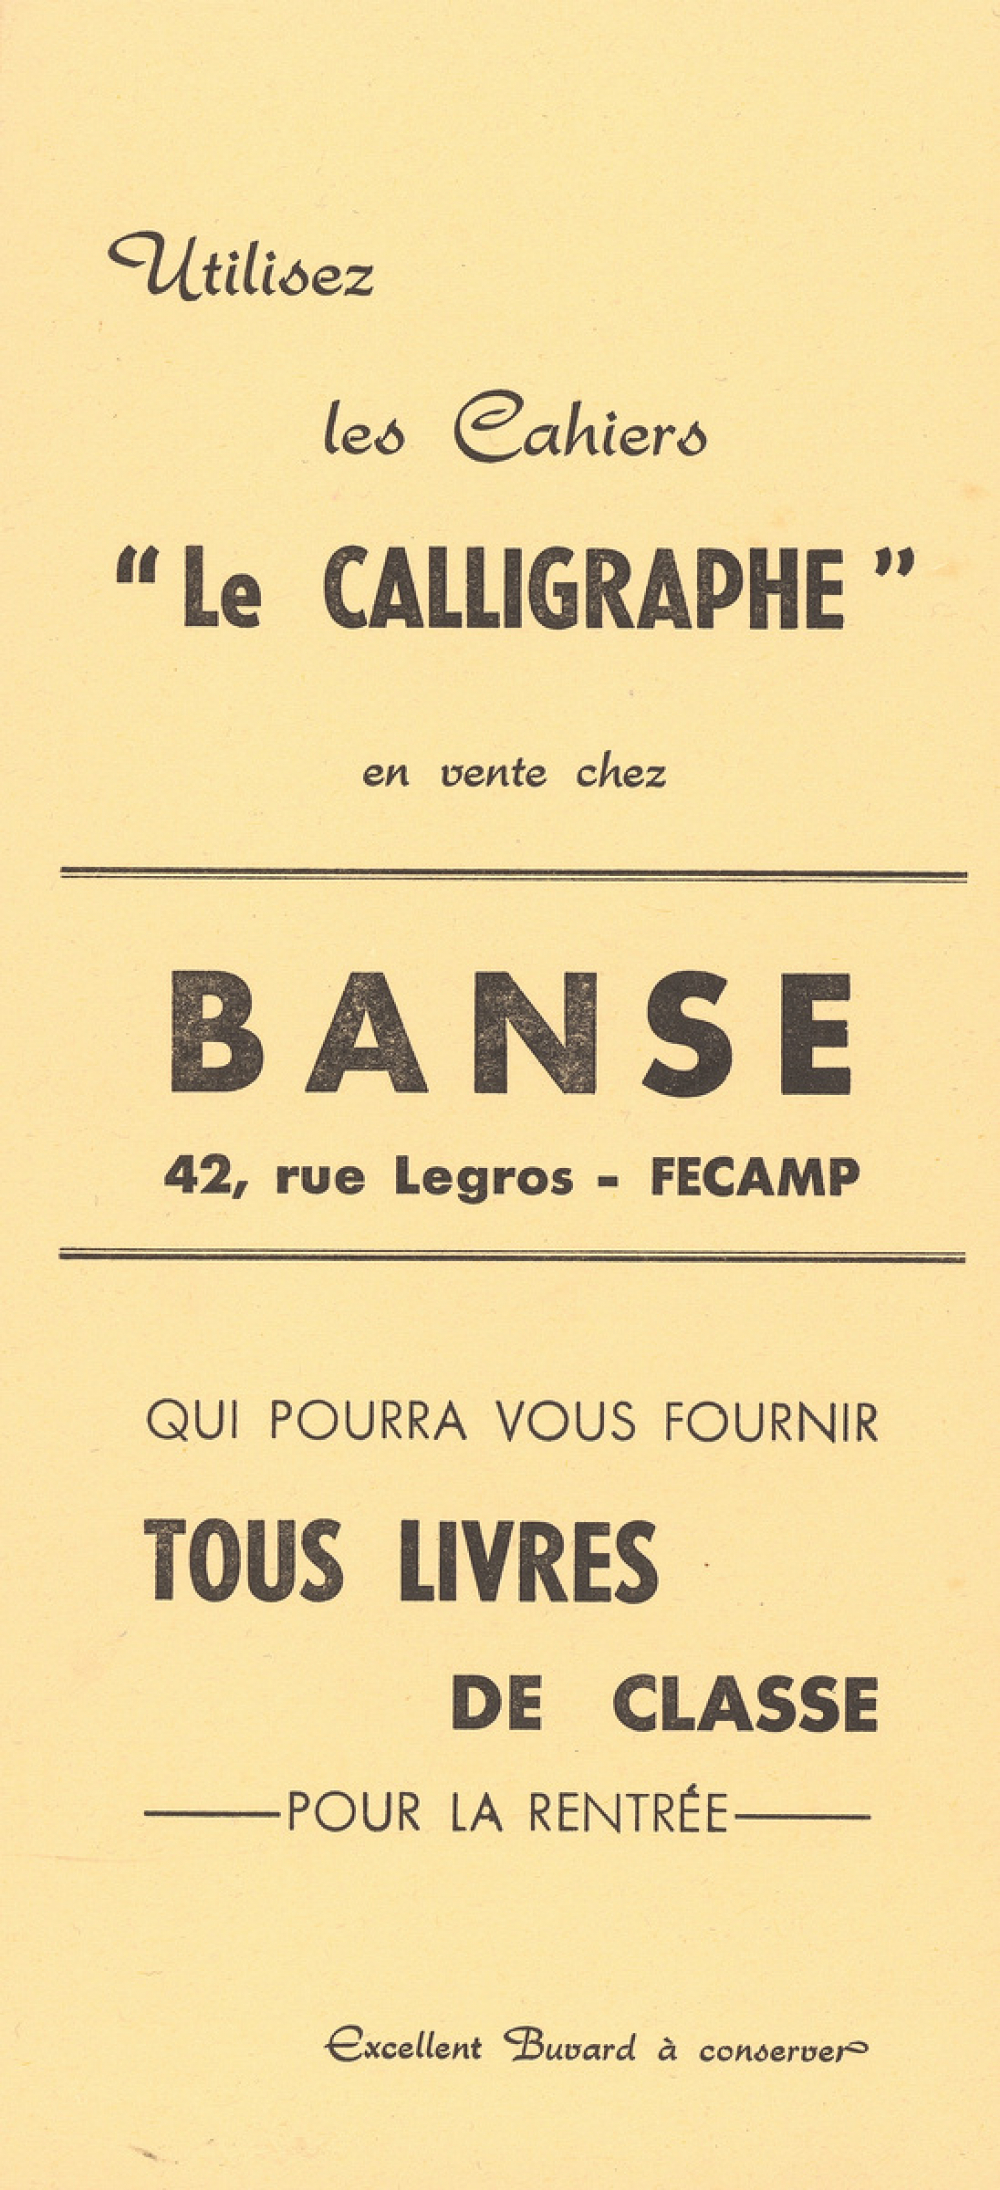 Utilisez
les Cahiers
“ Le CALLIGRAPHE ”
en vente chez
BANSE
42, rue Legros - FECAMP
QUI POURRA VOUS FOURNIR
TOUS LIVRES
DE CLASSE
POUR LA RENTRÉE
Excellent Buvard à conserver